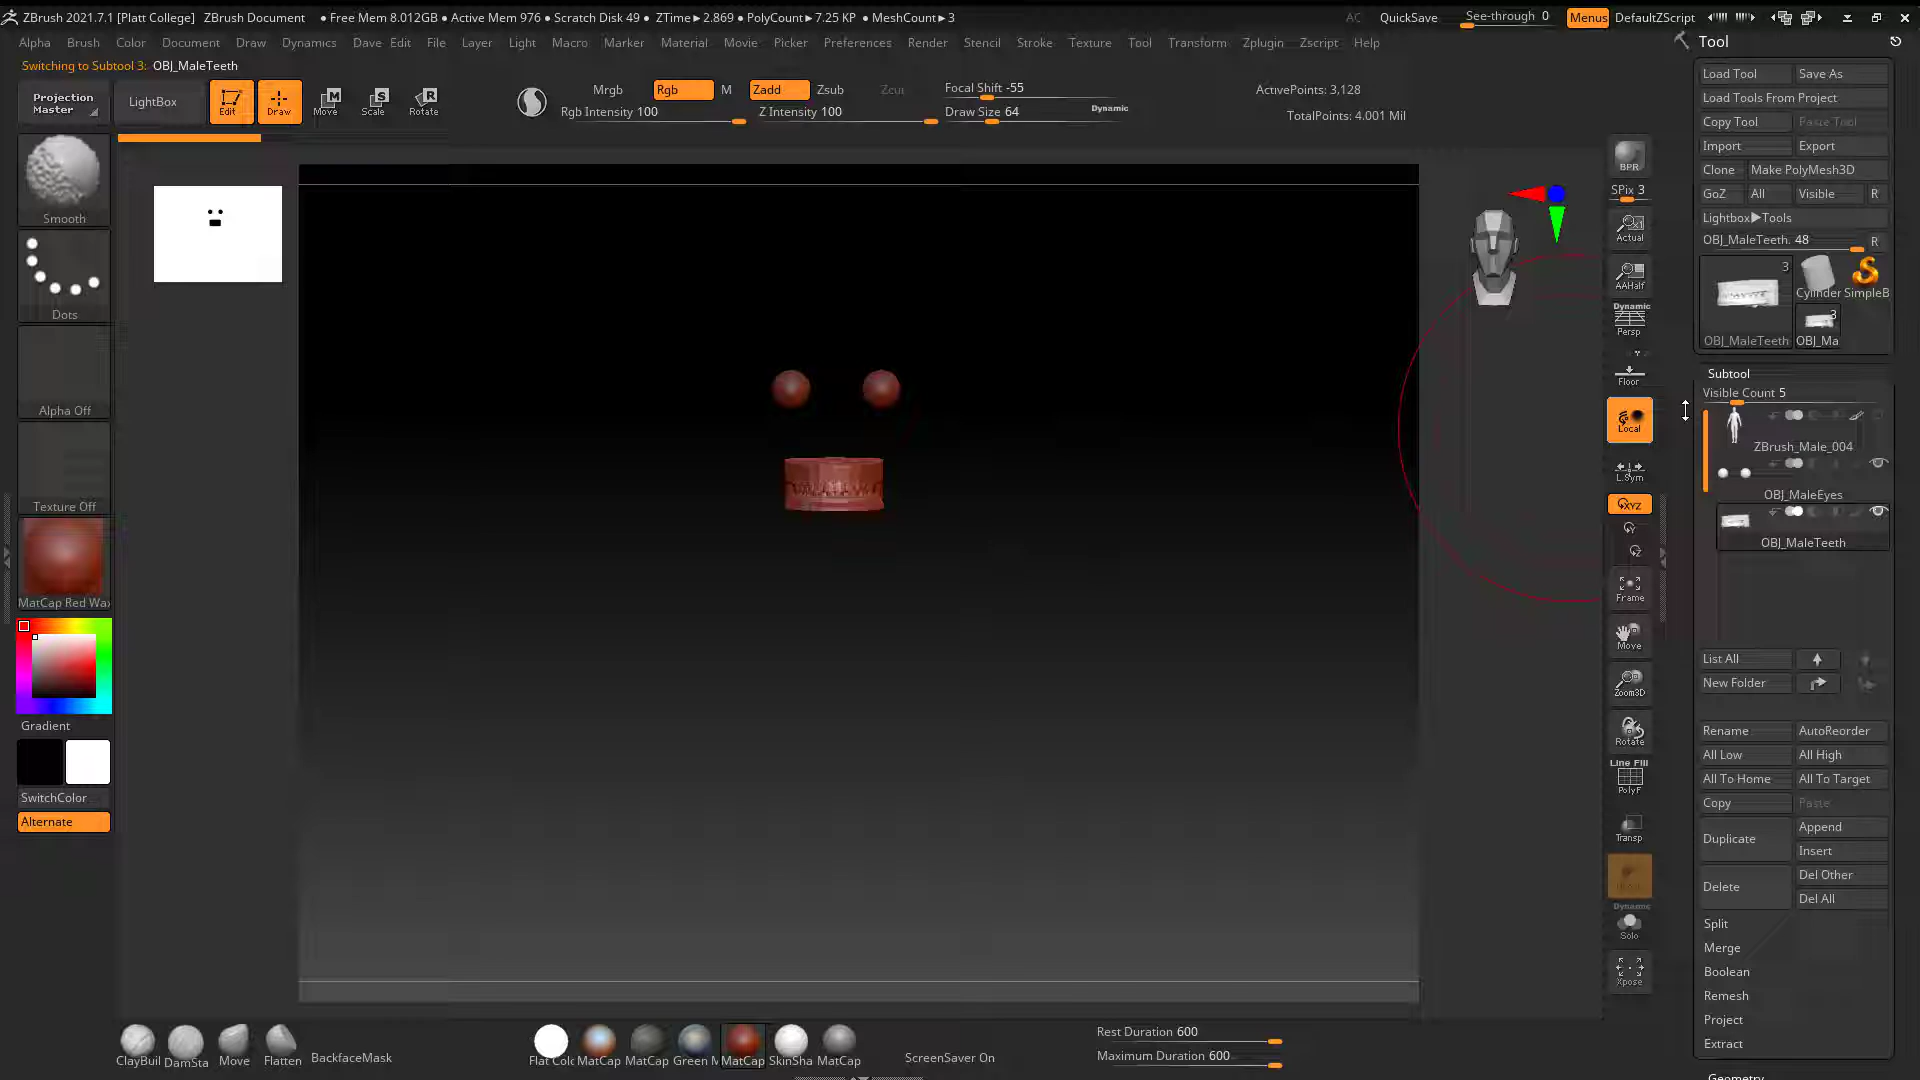 ZBrush 2021.7.1 [Platt College] ZBrush Document ● Free Mem 8.012GB ● Active Mem 976 ● Scratch Disk 49 ● ZTime▶2.869 ● PolyCount▶7.25 KP ● MeshCount▶3 AC QuickSave See-through 0 Menus DefaultZScript
Alpha Brush Color Document Draw Dynamics Dave Edit File Layer Light Macro Marker Material Movie Picker Preferences Render Stencil Stroke Texture Tool Transform Zplugin Zscript Help
Switching to Subtool 3: OBJ_MaleTeeth
Projection Master
LightBox
Edit
Draw
Move
Scale
Rotate
Mrgb Rgb M Zadd Zsub Zcut
Rgb Intensity 100 Z Intensity 100
Focal Shift -55
Draw Size 64
Dynamic
ActivePoints: 3,128
TotalPoints: 4.001 Mil
Smooth
Dots
Alpha Off
Texture Off
MatCap Red Wax
Gradient
SwitchColor
Alternate
BPR
SPix 3
Actual
AAHalf
Dynamic
Persp
Floor
Local
L.Sym
XYZ
Y
Z
Frame
Move
Zoom3D
Rotate
Line Fill
PolyF
Transp
Dynamic
Solo
Xpose
Tool
Load Tool Save As
Load Tools From Project
Copy Tool Paste Tool
Import Export
Clone Make PolyMesh3D
GoZ All Visible R
Lightbox▶Tools
OBJ_MaleTeeth. 48 R
3
Cylinder SimpleB
3
OBJ_MaleTeeth OBJ_Ma
Subtool
Visible Count 5
ZBrush_Male_004
OBJ_MaleEyes
OBJ_MaleTeeth
List All
New Folder
Rename AutoReorder
All Low All High
All To Home All To Target
Copy Paste
Duplicate Append
Insert
Delete Del Other
Del All
Split
Merge
Boolean
Remesh
Project
Extract
Geometry
ClayBuil DamSta Move Flatten BackfaceMask
Flat Colo MatCap MatCap Green M MatCap SkinSha MatCap
ScreenSaver On
Rest Duration 600
Maximum Duration 600